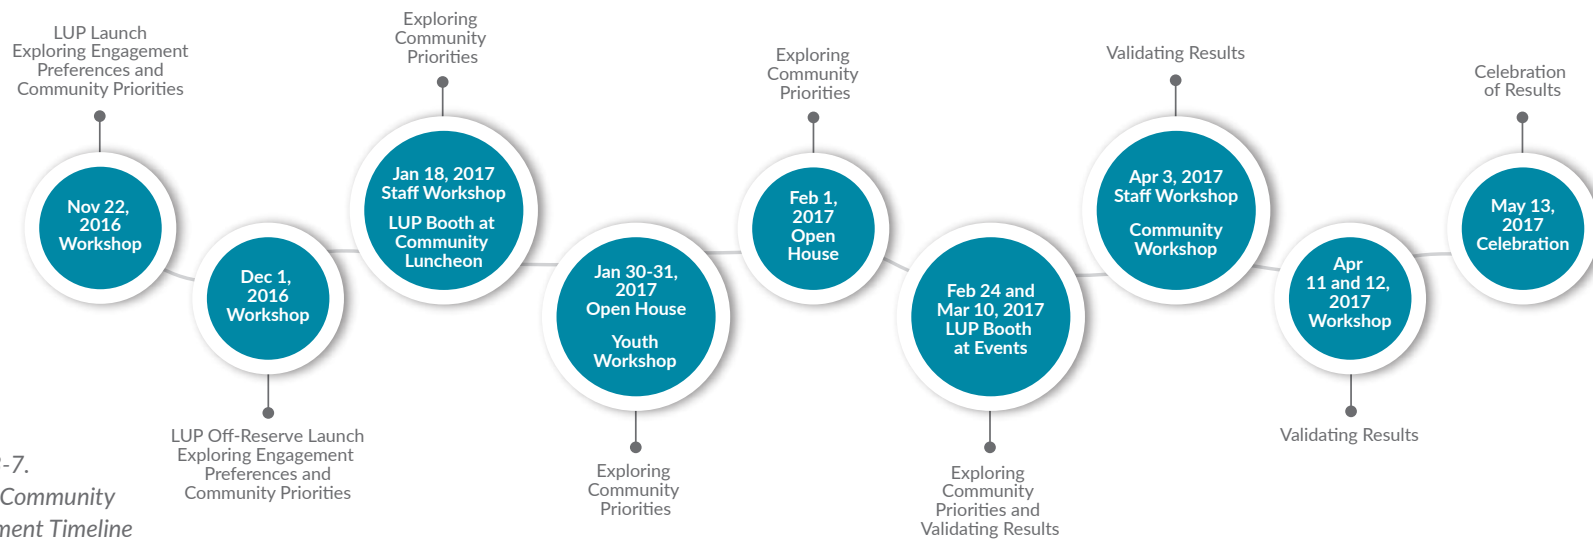 LUP Launch
Exploring Engagement
Preferences and
Community Priorities
Nov 22,
2016
Workshop
Dec 1,
2016
Workshop
LUP Off-Reserve Launch
Exploring Engagement
Preferences and
Community Priorities
Exploring
Community
Priorities
Jan 18, 2017
Staff Workshop
LUP Booth at
Community
Luncheon
Jan 30-31,
2017
Open House
Youth
Workshop
Exploring
Community
Priorities
Exploring
Community
Priorities
Feb 1,
2017
Open
House
Feb 24 and
Mar 10, 2017
LUP Booth
at Events
Exploring
Community
Priorities and
Validating Results
Validating Results
Apr 3, 2017
Staff Workshop
Community
Workshop
Apr
11 and 12,
2017
Workshop
Validating Results
Celebration
of Results
May 13,
2017
Celebration
-7.
Community
ment Timeline